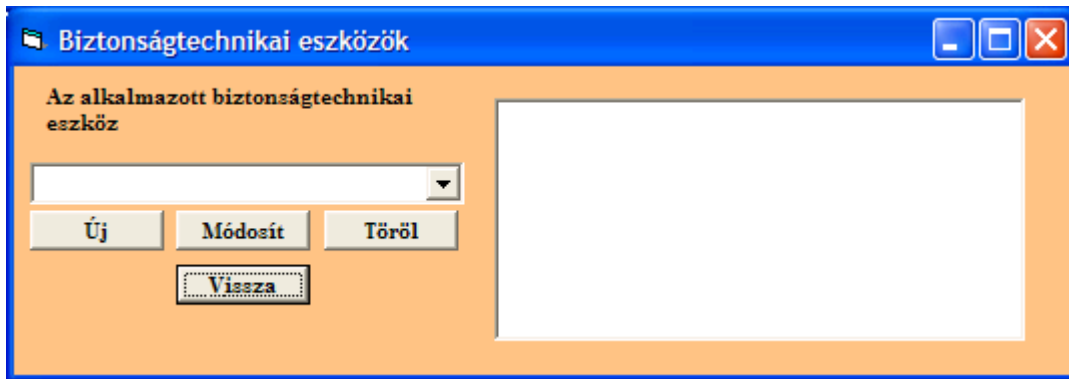 Biztonságtechnikai eszközök
Az alkalmazott biztonságtechnikai
eszköz
Új Módosít Töröl
Vissza